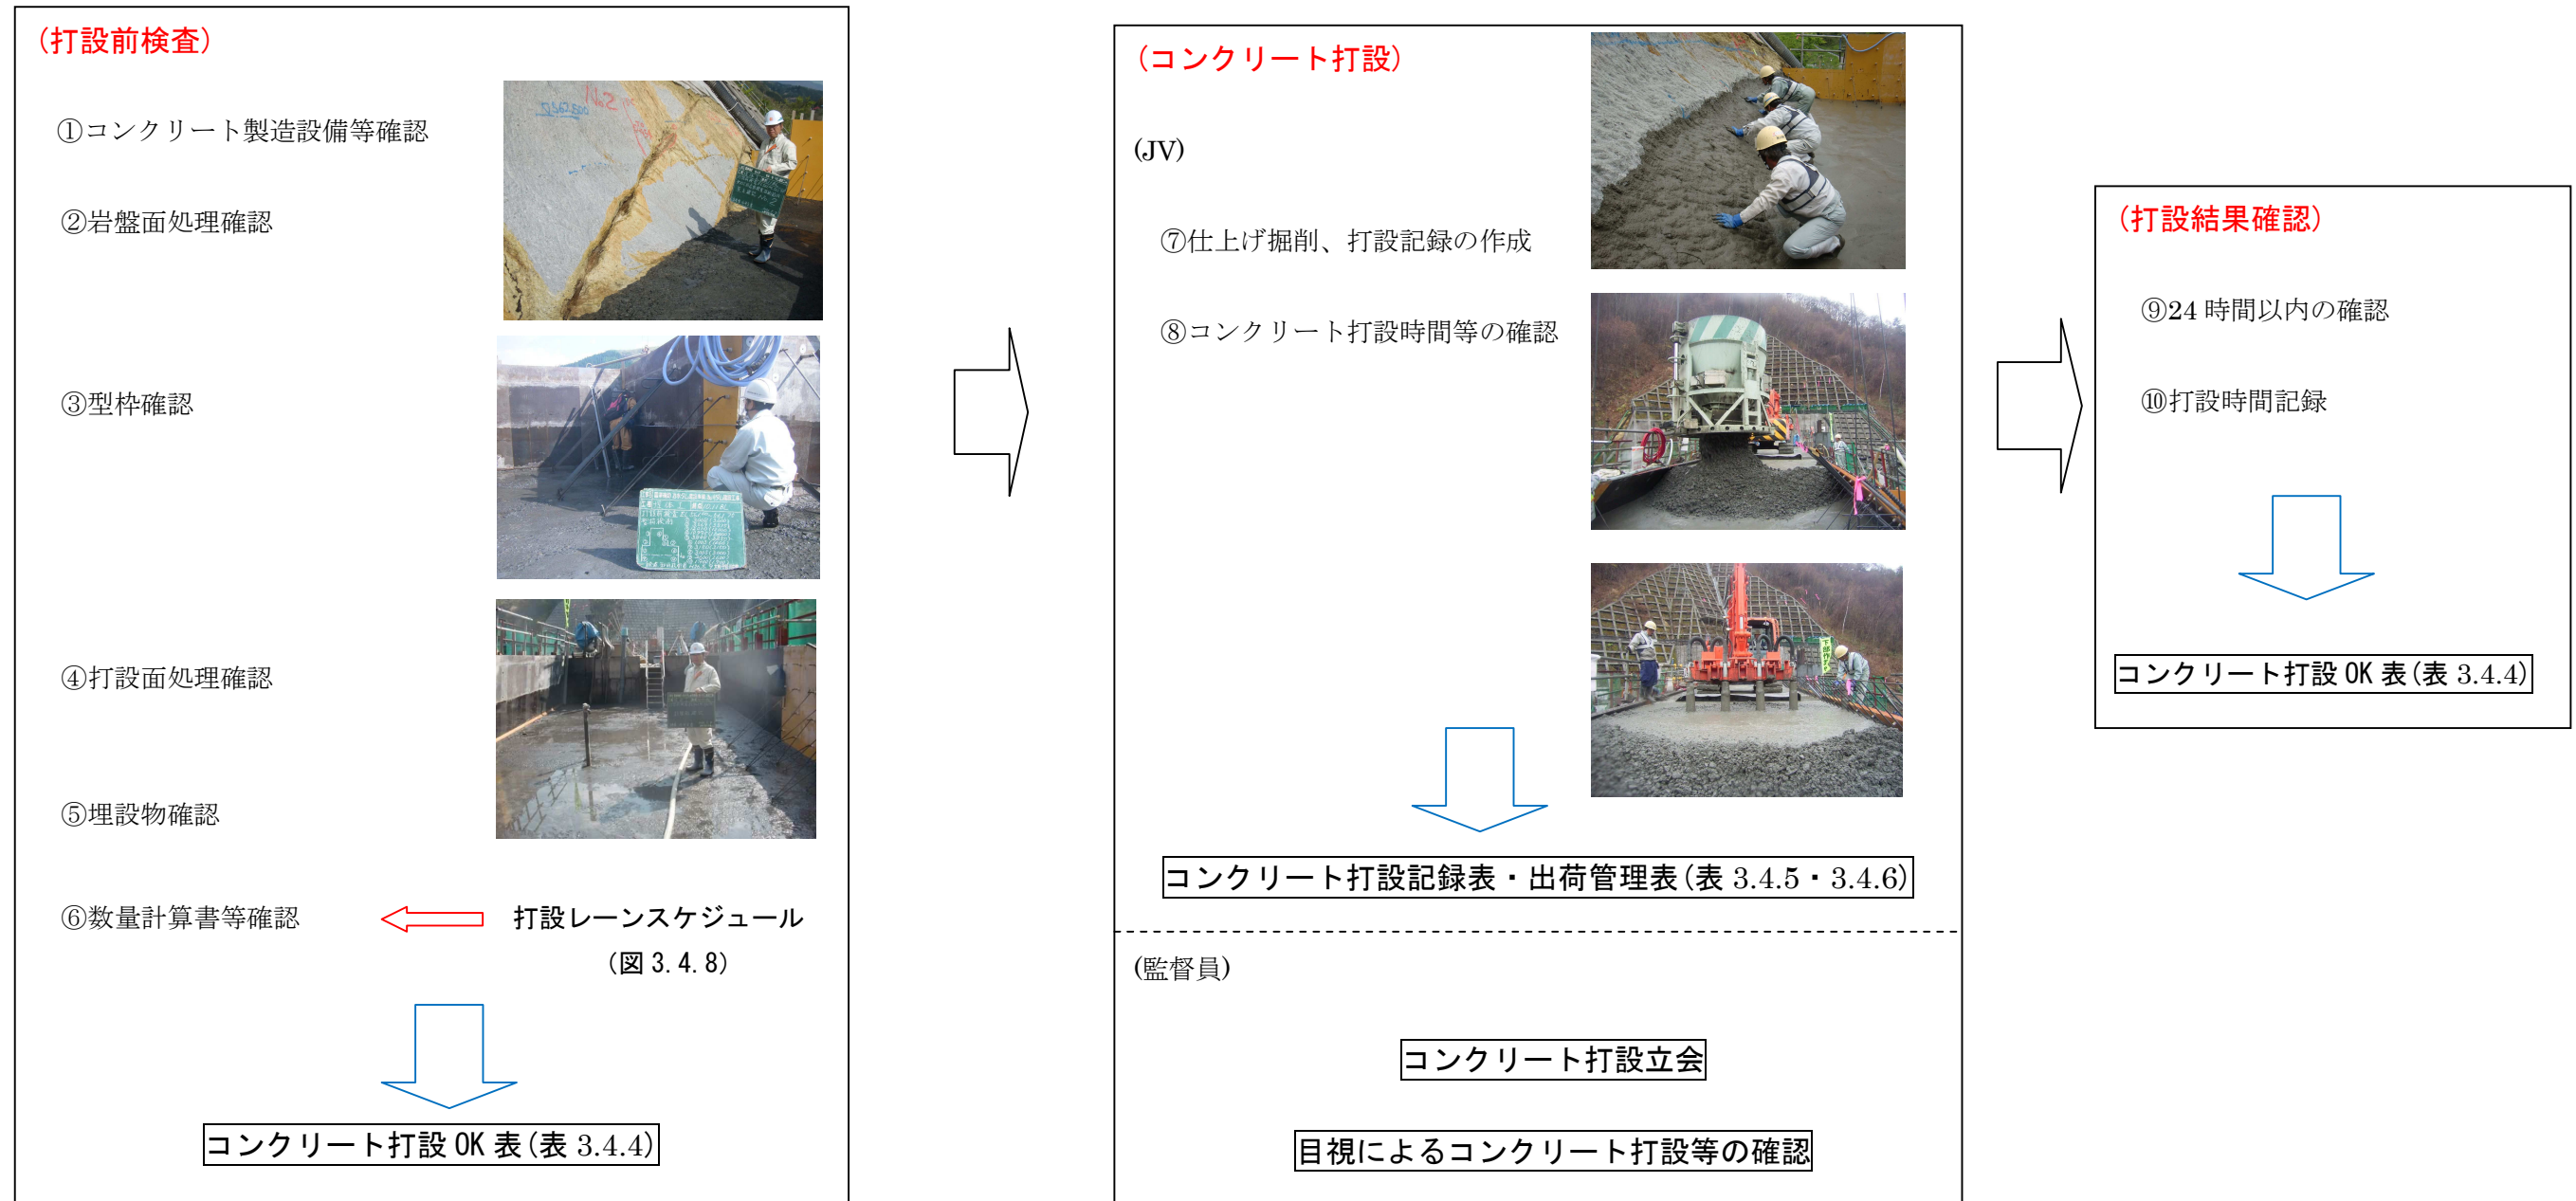 (打設前検査)
①コンクリート製造設備等確認
②岩盤面処理確認
③型枠確認
④打設面処理確認
⑤埋設物確認
⑥数量計算書等確認
打設レーンスケジュール
(図 3.4.8)
コンクリート打設 OK 表(表 3.4.4)
(コンクリート打設)
(JV)
⑦仕上げ掘削、打設記録の作成
⑧コンクリート打設時間等の確認
コンクリート打設記録表・出荷管理表(表 3.4.5・3.4.6)
(監督員)
コンクリート打設立会
目視によるコンクリート打設等の確認
(打設結果確認)
⑨24 時間以内の確認
⑩打設時間記録
コンクリート打設 OK 表(表 3.4.4)